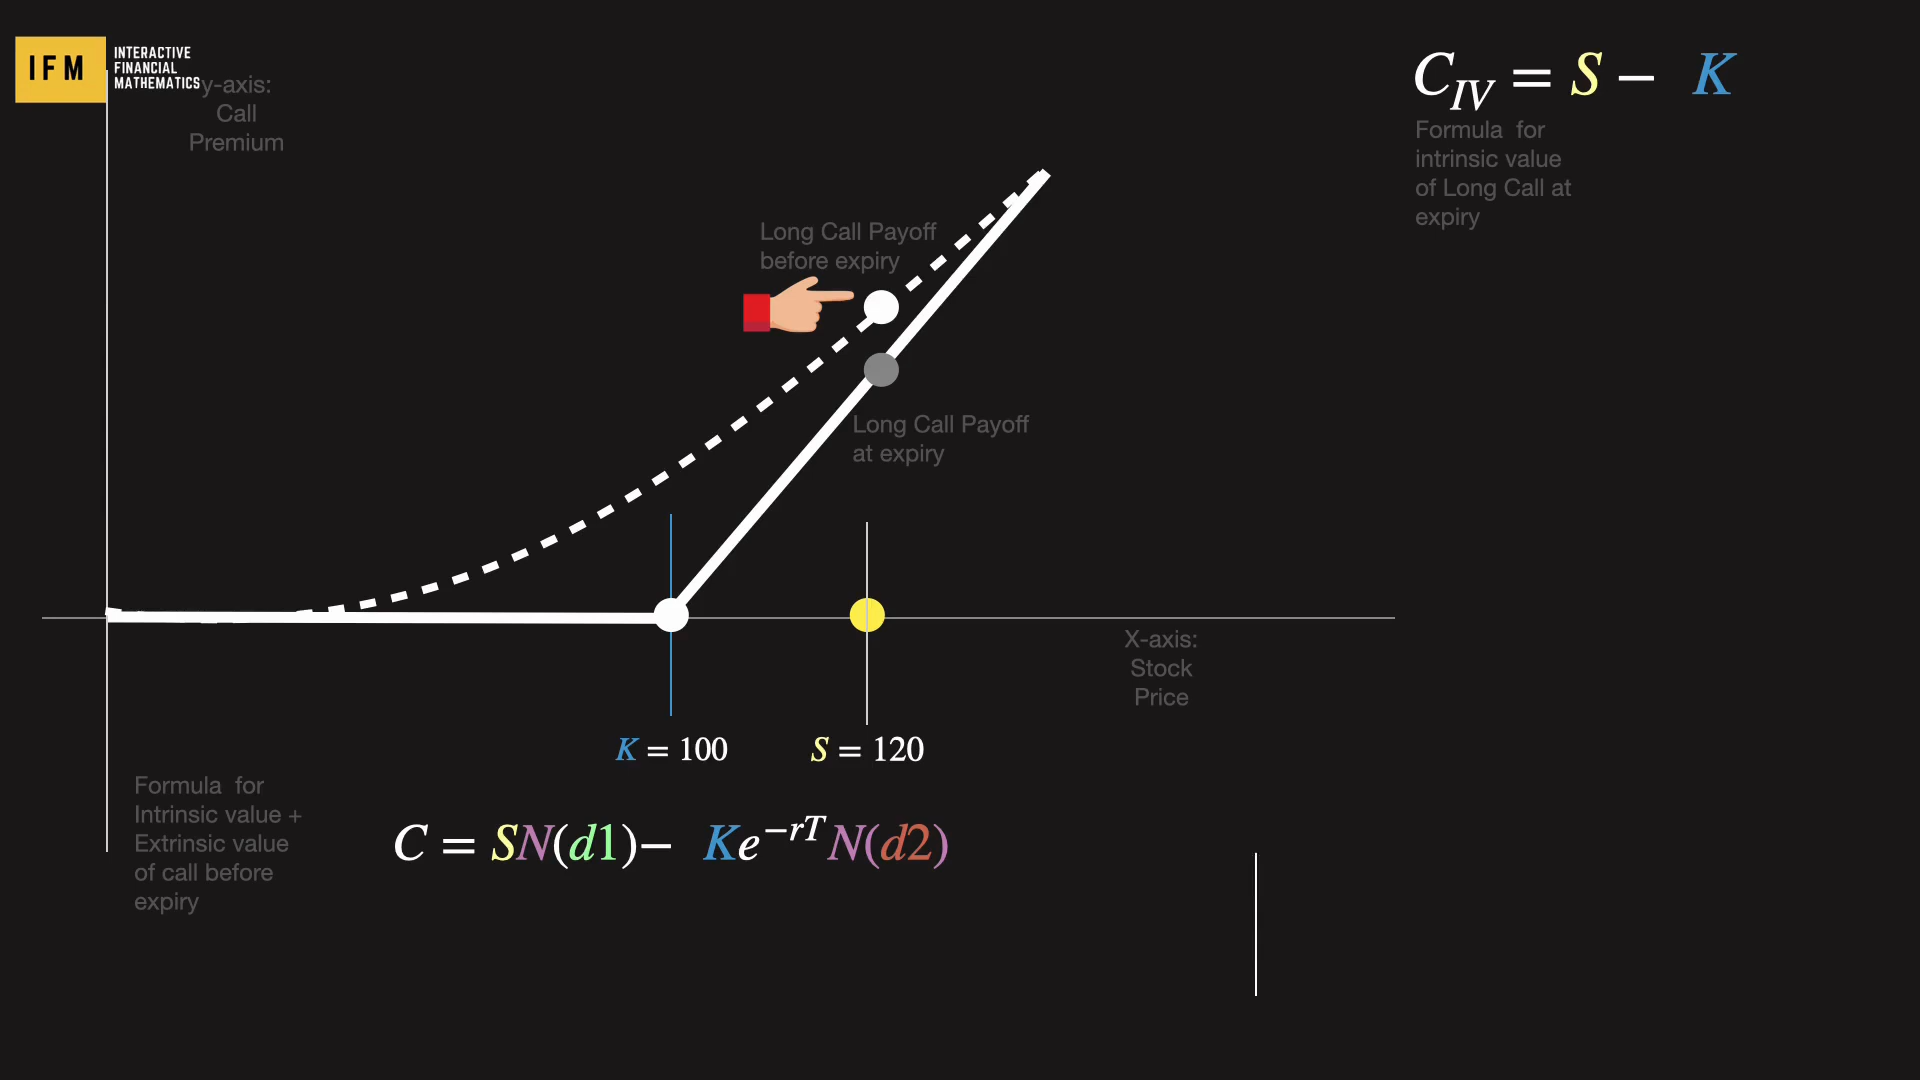 IFM
INTERACTIVE
FINANCIAL
MATHEMATICS
y-axis:
Call
Premium
C_{IV} = S − K
Formula for
intrinsic value
of Long Call at
expiry
Long Call Payoff
before expiry
Long Call Payoff
at expiry
X-axis:
Stock
Price
K = 100
S = 120
Formula for
Intrinsic value +
Extrinsic value
of call before
expiry
C = SN(d1)− Ke^{−rT}N(d2)